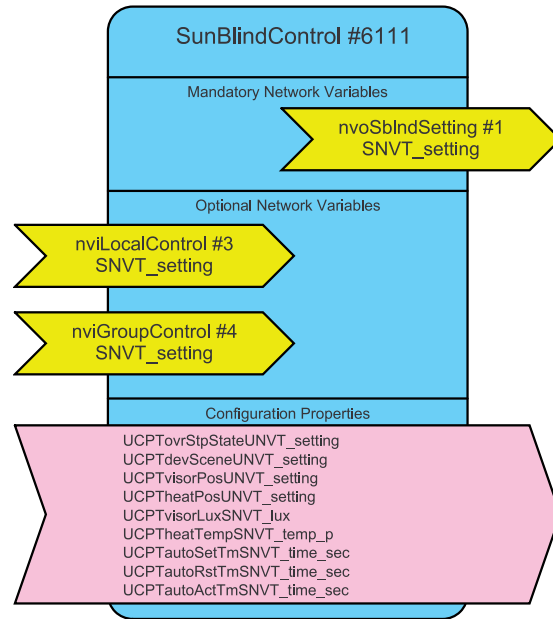 SunBlindControl #6111
Mandatory Network Variables
nvoSblndSetting #1
SNVT_setting
Optional Network Variables
nviLocalControl #3
SNVT_setting
nviGroupControl #4
SNVT_setting
Configuration Properties
UCPTovrStpStateUNVT_setting
UCPTdevSceneUNVT_setting
UCPTvisorPosUNVT_setting
UCPTheatPosUNVT_setting
UCPTvisorLuxSNVT_lux
UCPTheatTempSNVT_temp_p
UCPTautoSetTmSNVT_time_sec
UCPTautoRstTmSNVT_time_sec
UCPTautoActTmSNVT_time_sec